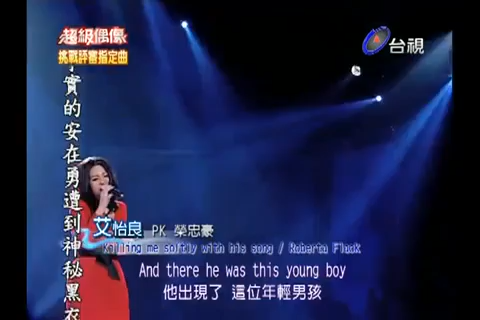 超級偶像
挑戰評審指定曲
台視
實的安在勇遭到神秘黑衣
艾怡良 PK 榮忠豪
Killing me softly with his song / Roberta Flack
And there he was this young boy
他出現了 這位年輕男孩